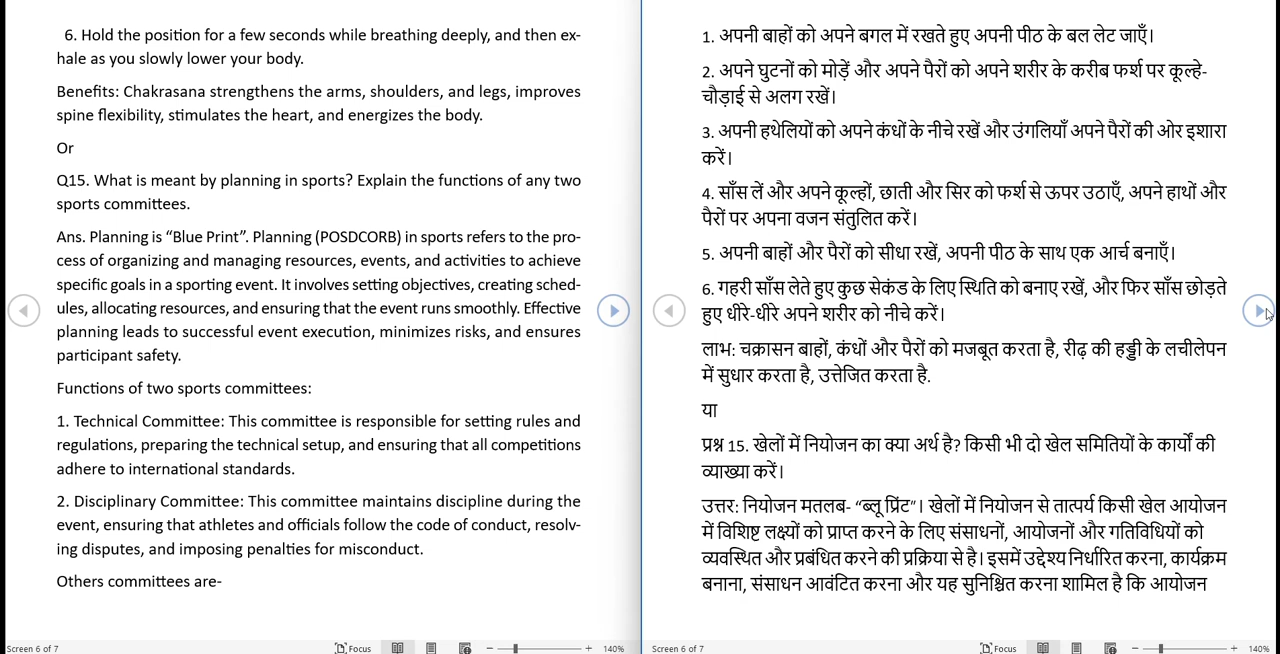 6. Hold the position for a few seconds while breathing deeply, and then ex-
hale as you slowly lower your body.
Benefits: Chakrasana strengthens the arms, shoulders, and legs, improves
spine flexibility, stimulates the heart, and energizes the body.
Or
Q15. What is meant by planning in sports? Explain the functions of any two
sports committees.
Ans. Planning is “Blue Print”. Planning (POSDCORB) in sports refers to the pro-
cess of organizing and managing resources, events, and activities to achieve
specific goals in a sporting event. It involves setting objectives, creating sched-
ules, allocating resources, and ensuring that the event runs smoothly. Effective
planning leads to successful event execution, minimizes risks, and ensures
participant safety.
Functions of two sports committees:
1. Technical Committee: This committee is responsible for setting rules and
regulations, preparing the technical setup, and ensuring that all competitions
adhere to international standards.
2. Disciplinary Committee: This committee maintains discipline during the
event, ensuring that athletes and officials follow the code of conduct, resolv-
ing disputes, and imposing penalties for misconduct.
Others committees are-
Screen 6 of 7
Focus
140%
1. अपनी बाहों को अपने बगल में रखते हुए अपनी पीठ के बल लेट जाएँ।
2. अपने घुटनों को मोड़ें और अपने पैरों को अपने शरीर के करीब फर्श पर कूल्हे-
चौड़ाई से अलग रखें।
3. अपनी हथेलियों को अपने कंधों के नीचे रखें और उंगलियाँ अपने पैरों की ओर इशारा
करें।
4. साँस लें और अपने कूल्हों, छाती और सिर को फर्श से ऊपर उठाएँ, अपने हाथों और
पैरों पर अपना वजन संतुलित करें।
5. अपनी बाहों और पैरों को सीधा रखें, अपनी पीठ के साथ एक आर्च बनाएँ।
6. गहरी साँस लेते हुए कुछ सेकंड के लिए स्थिति को बनाए रखें, और फिर साँस छोड़ते
हुए धीरे-धीरे अपने शरीर को नीचे करें।
लाभ: चक्रासन बाहों, कंधों और पैरों को मजबूत करता है, रीढ़ की हड्डी के लचीलेपन
में सुधार करता है, उत्तेजित करता है.
या
प्रश्न 15. खेलों में नियोजन का क्या अर्थ है? किसी भी दो खेल समितियों के कार्यों की
व्याख्या करें।
उत्तर: नियोजन मतलब- “ब्लू प्रिंट”। खेलों में नियोजन से तात्पर्य किसी खेल आयोजन
में विशिष्ट लक्ष्यों को प्राप्त करने के लिए संसाधनों, आयोजनों और गतिविधियों को
व्यवस्थित और प्रबंधित करने की प्रक्रिया से है। इसमें उद्देश्य निर्धारित करना, कार्यक्रम
बनाना, संसाधन आवंटित करना और यह सुनिश्चित करना शामिल है कि आयोजन
Screen 6 of 7
Focus
140%